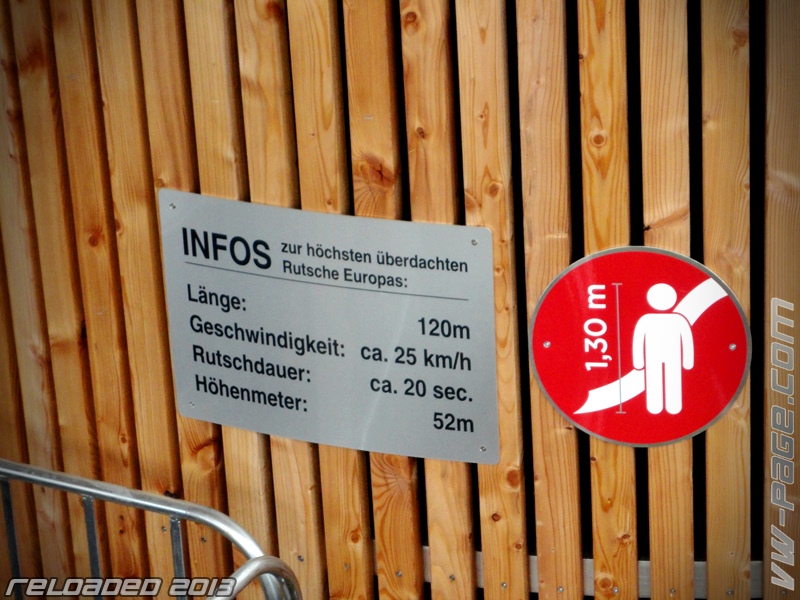 INFOS zur höchsten überdachten
Rutsche Europas:
Länge: 120m
Geschwindigkeit: ca. 25 km/h
Rutschdauer: ca. 20 sec.
Höhenmeter: 52m
1,30 m
RELOADED 2013
VW-PAGE.COM